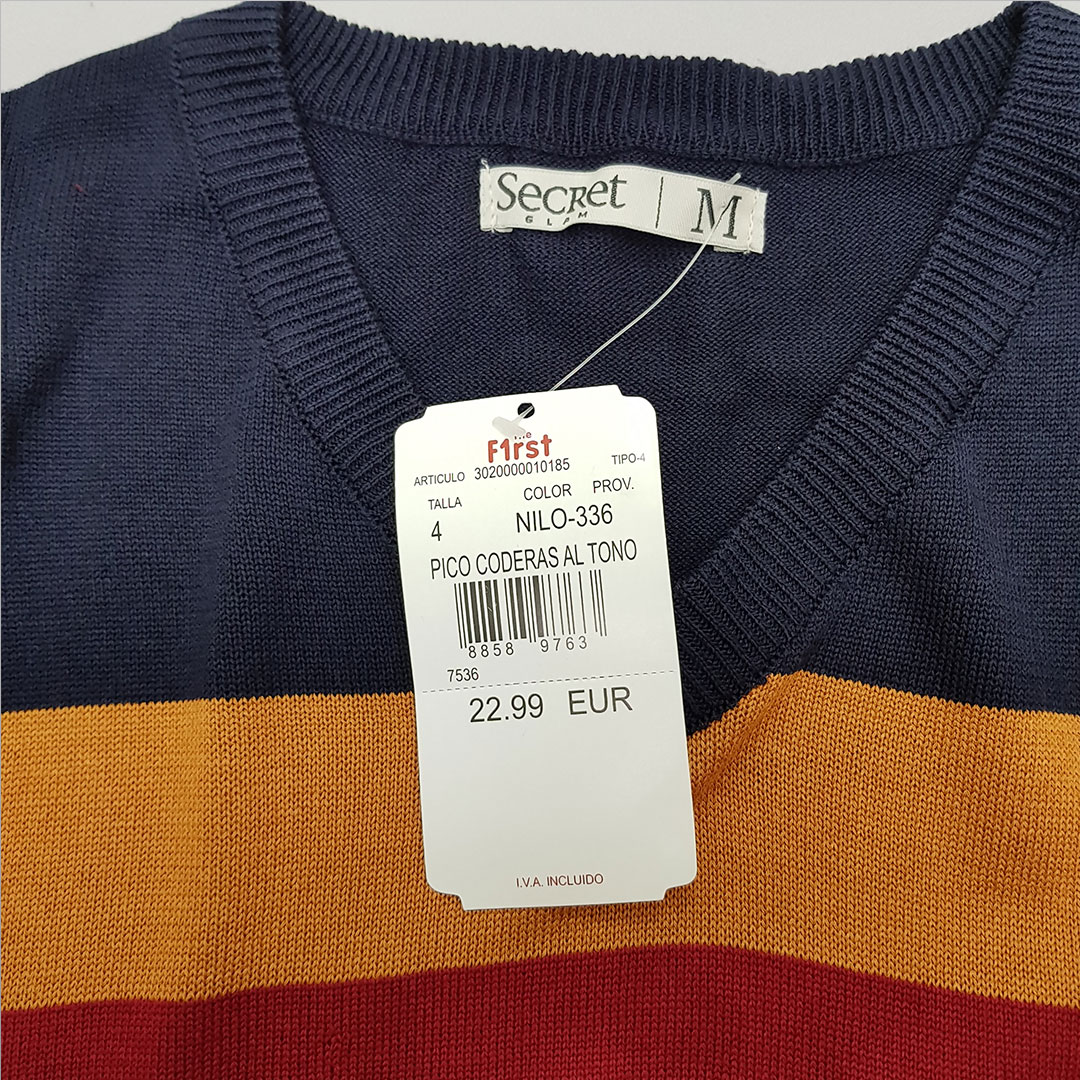 Secret | M
GLAM
The
F1rst
ARTICULO 3020000010185 TIPO-4
TALLA COLOR PROV.
4 NILO-336
PICO CODERAS AL TONO
8858 9763
7536
22.99 EUR
I.V.A. INCLUIDO